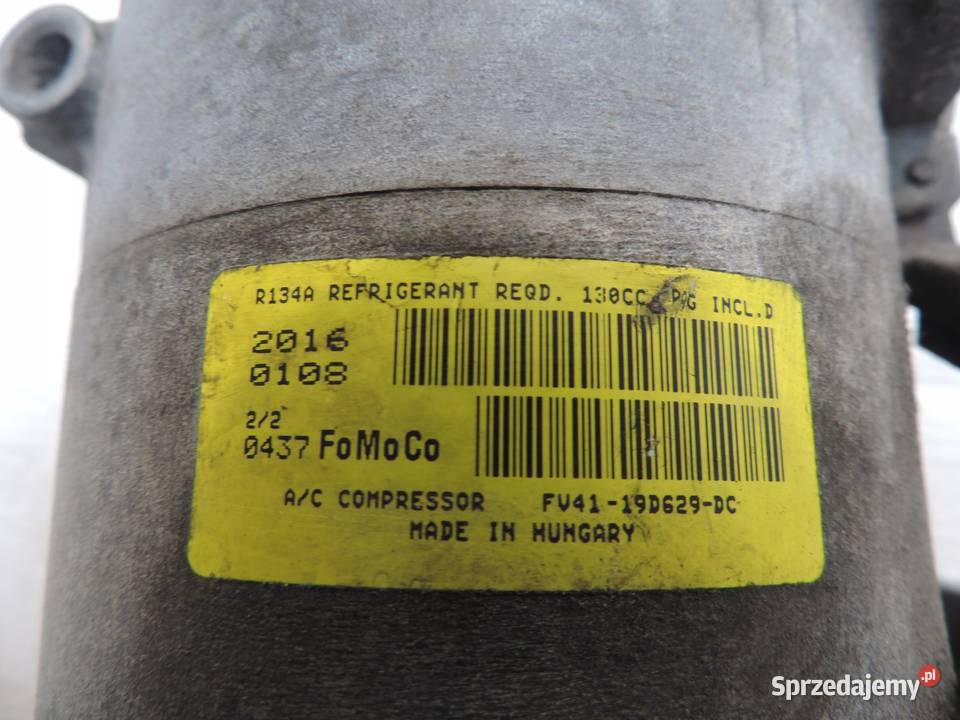 R134A REFRIGERANT REQD. 130CC PAG INCL.D
2016
0108
2/2
0437 FoMoCo
A/C COMPRESSOR FV41-19D629-DC
MADE IN HUNGARY
Sprzedajemy.pl